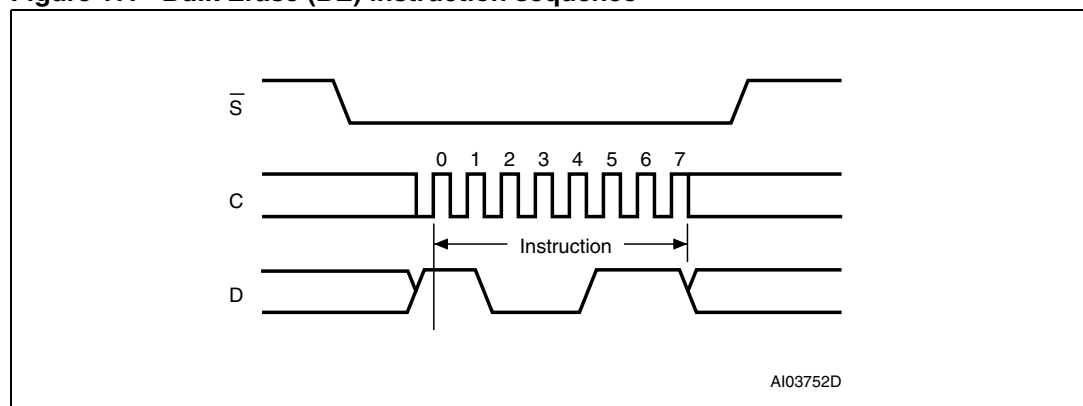 Figure 17. Bulk Erase (BE) instruction sequence
S
0 1 2 3 4 5 6 7
C
Instruction
D
AI03752D